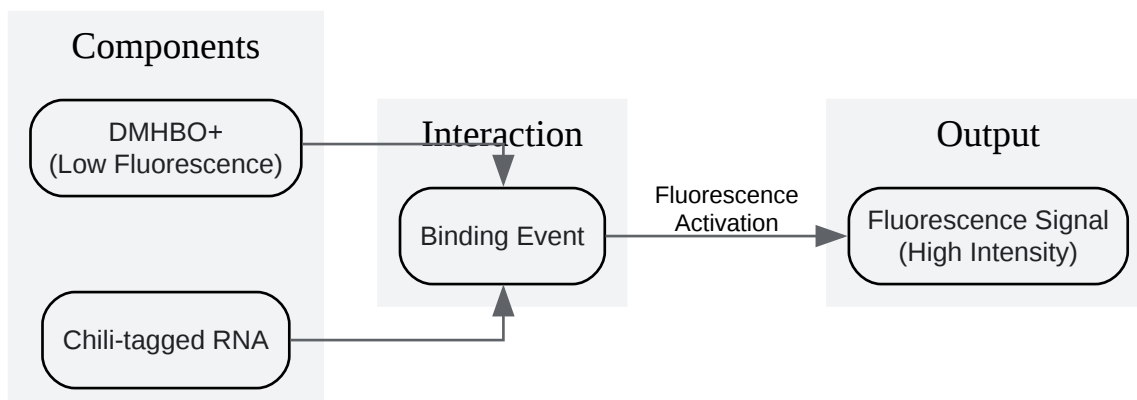 Components
DMHBO+
(Low Fluorescence)
Chili-tagged RNA
Interaction
Binding Event
Fluorescence
Activation
Output
Fluorescence Signal
(High Intensity)